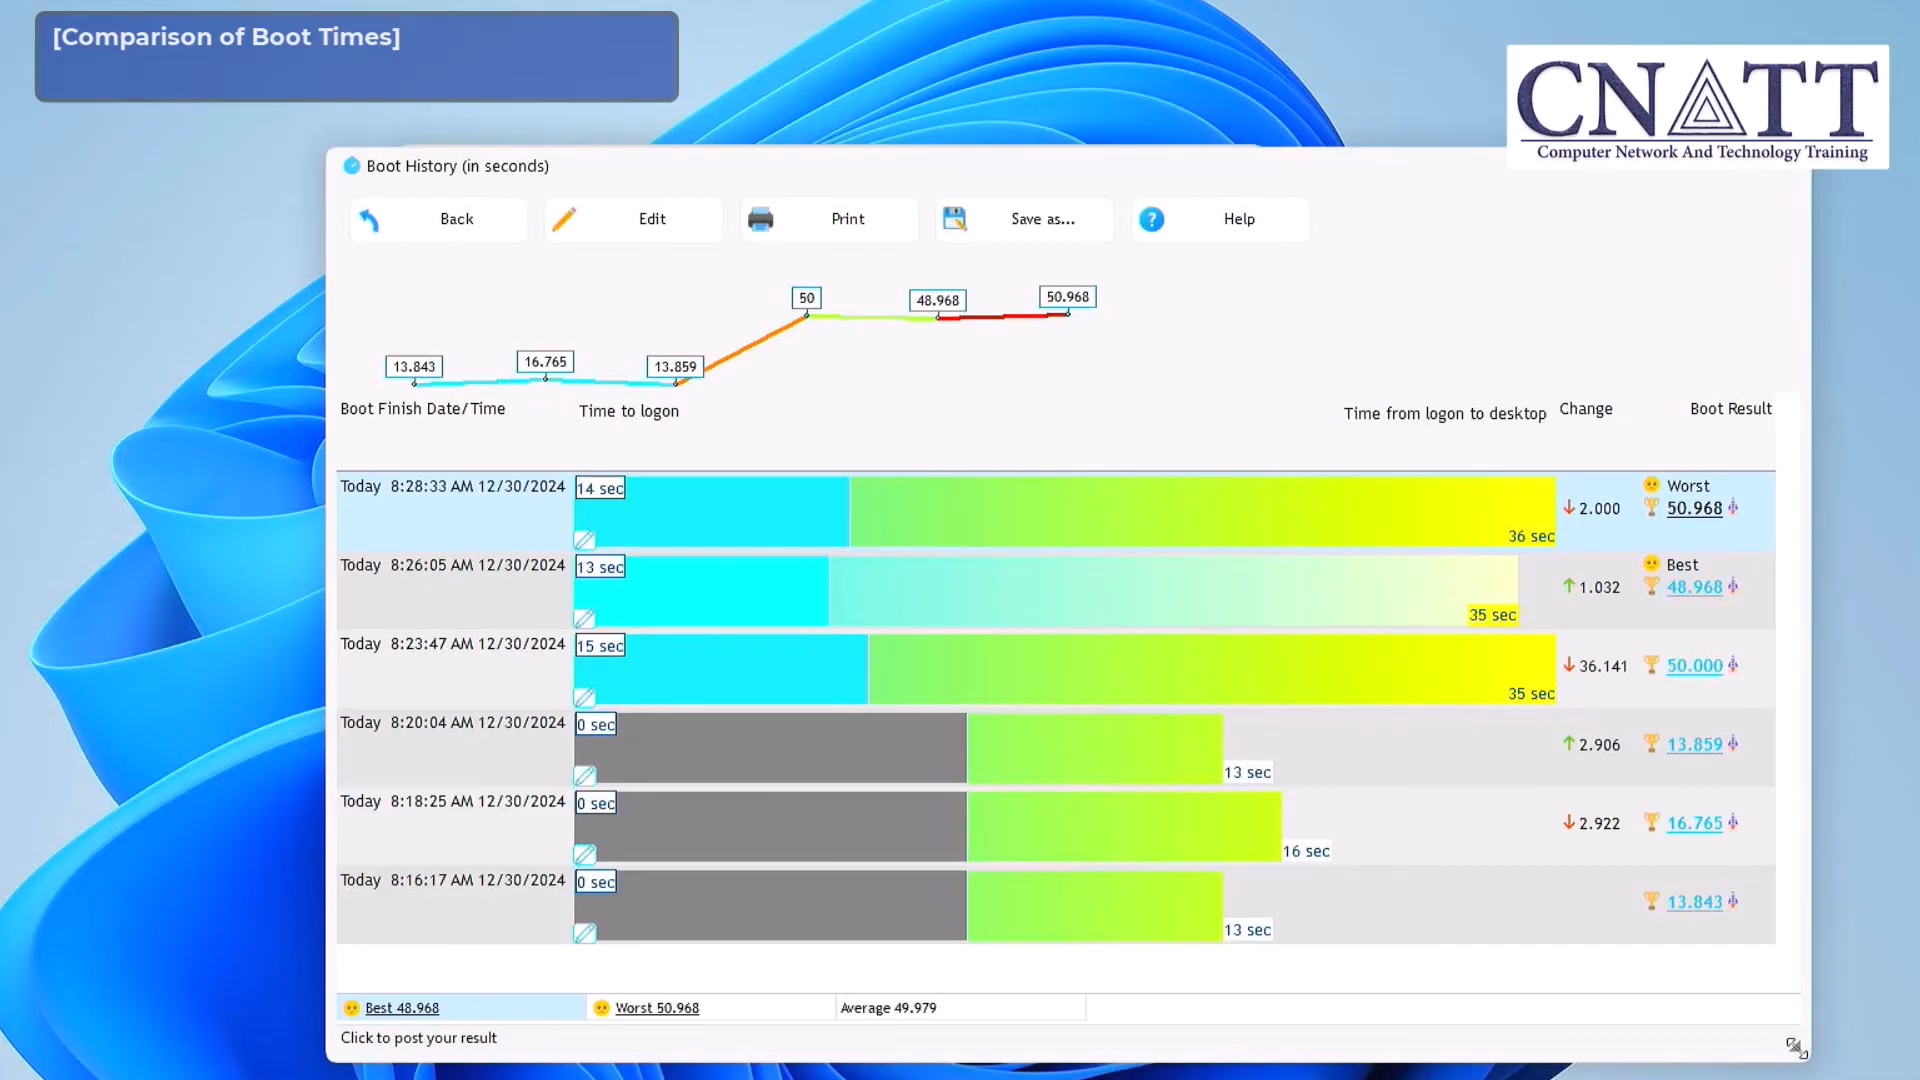 [Comparison of Boot Times]
CNATT
Computer Network And Technology Training
Boot History (in seconds)
Back
Edit
Print
Save as...
? Help
50
48.968
50.968
13.843
16.765
13.859
Boot Finish Date/Time
Time to logon
Time from logon to desktop
Change
Boot Result
Today 8:28:33 AM 12/30/2024
14 sec
36 sec
2.000
Worst
50.968
Today 8:26:05 AM 12/30/2024
13 sec
35 sec
1.032
Best
48.968
Today 8:23:47 AM 12/30/2024
15 sec
35 sec
36.141
50.000
Today 8:20:04 AM 12/30/2024
0 sec
13 sec
2.906
13.859
Today 8:18:25 AM 12/30/2024
0 sec
16 sec
2.922
16.765
Today 8:16:17 AM 12/30/2024
0 sec
13 sec
13.843
Best 48.968
Worst 50.968
Average 49.979
Click to post your result